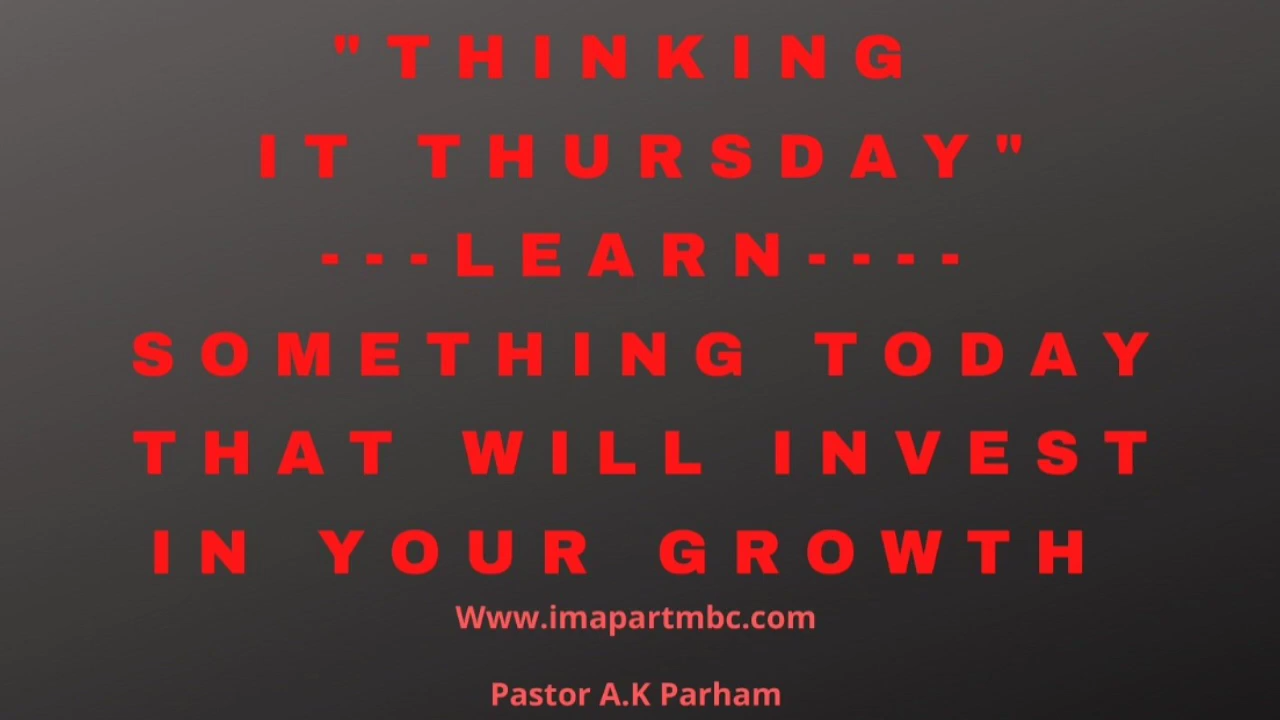 "THINKING
IT THURSDAY"
---LEARN----
SOMETHING TODAY
THAT WILL INVEST
IN YOUR GROWTH
Www.imapartmbc.com
Pastor A.K Parham